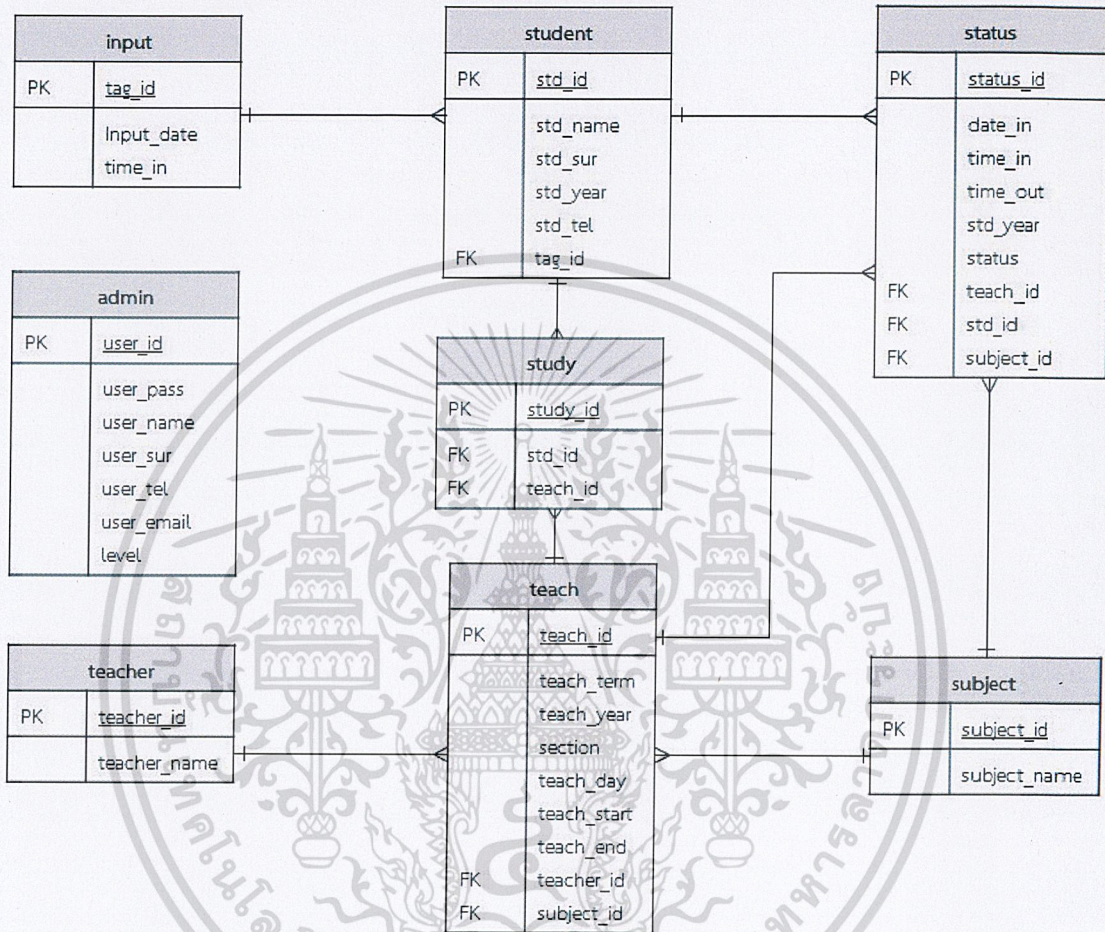 input
PK tag_id
Input_date
time_in
student
PK std_id
std_name
std_sur
std_year
std_tel
FK tag_id
status
PK status_id
date_in
time_in
time_out
std_year
status
FK teach_id
FK std_id
FK subject_id
admin
PK user_id
user_pass
user_name
user_sur
user_tel
user_email
level
study
PK study_id
FK std_id
FK teach_id
teach
PK teach_id
teach_term
teach_year
section
teach_day
teach_start
teach_end
FK teacher_id
FK subject_id
teacher
PK teacher_id
teacher_name
subject
PK subject_id
subject_name